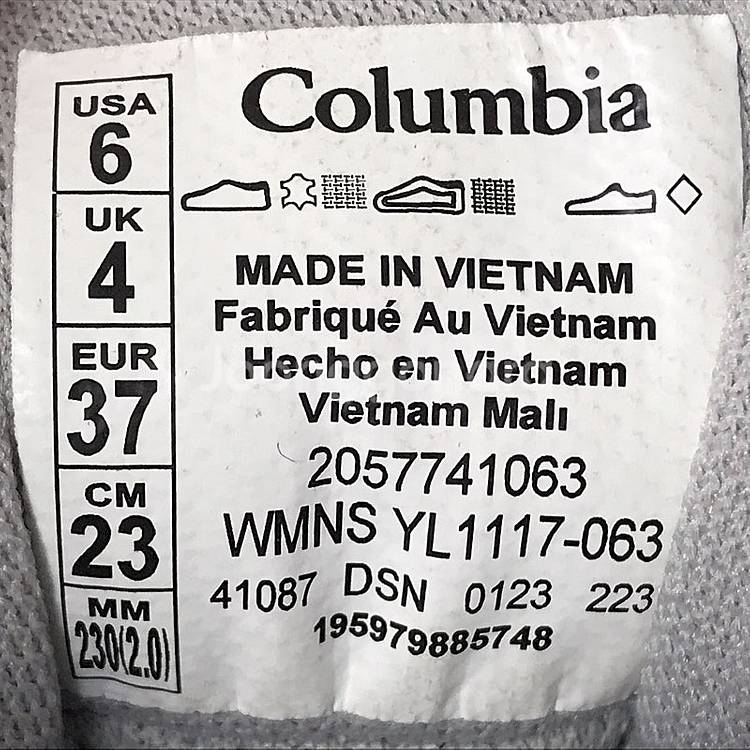 USA
6
UK
4
EUR
37
CM
23
MM
230(2.0)
Columbia
MADE IN VIETNAM
Fabriqué Au Vietnam
Hecho en Vietnam
Vietnam Malı
2057741063
WMNS YL1117-063
41087 DSN 0123 223
195979885748